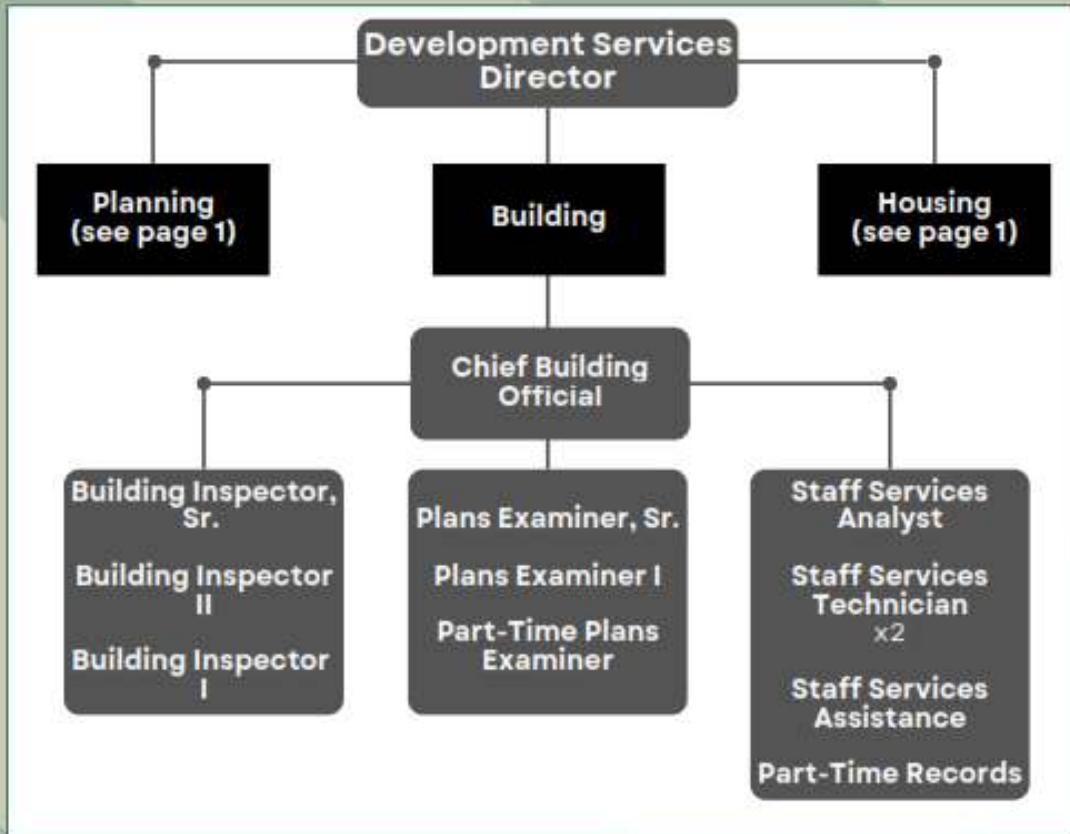 Development Services
Director
Planning
(see page 1)
Building
Housing
(see page 1)
Chief Building
Official
Building Inspector,
Sr.
Building Inspector
II
Building Inspector
I
Plans Examiner, Sr.
Plans Examiner I
Part-Time Plans
Examiner
Staff Services
Analyst
Staff Services
Technician
x2
Staff Services
Assistance
Part-Time Records